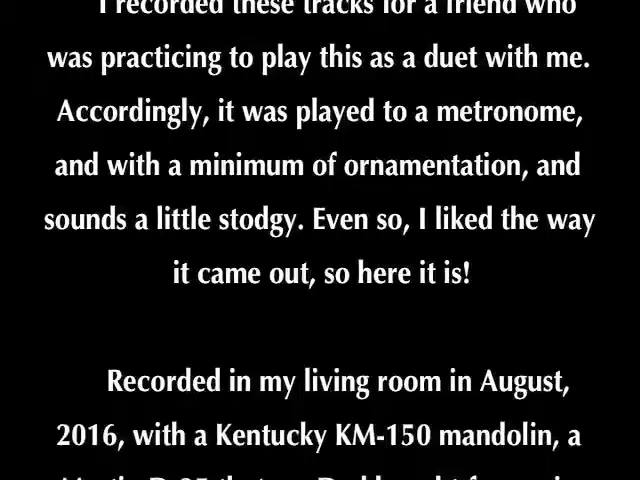 I recorded these tracks for a friend who
was practicing to play this as a duet with me.
Accordingly, it was played to a metronome,
and with a minimum of ornamentation, and
sounds a little stodgy. Even so, I liked the way
it came out, so here it is!
Recorded in my living room in August,
2016, with a Kentucky KM-150 mandolin, a